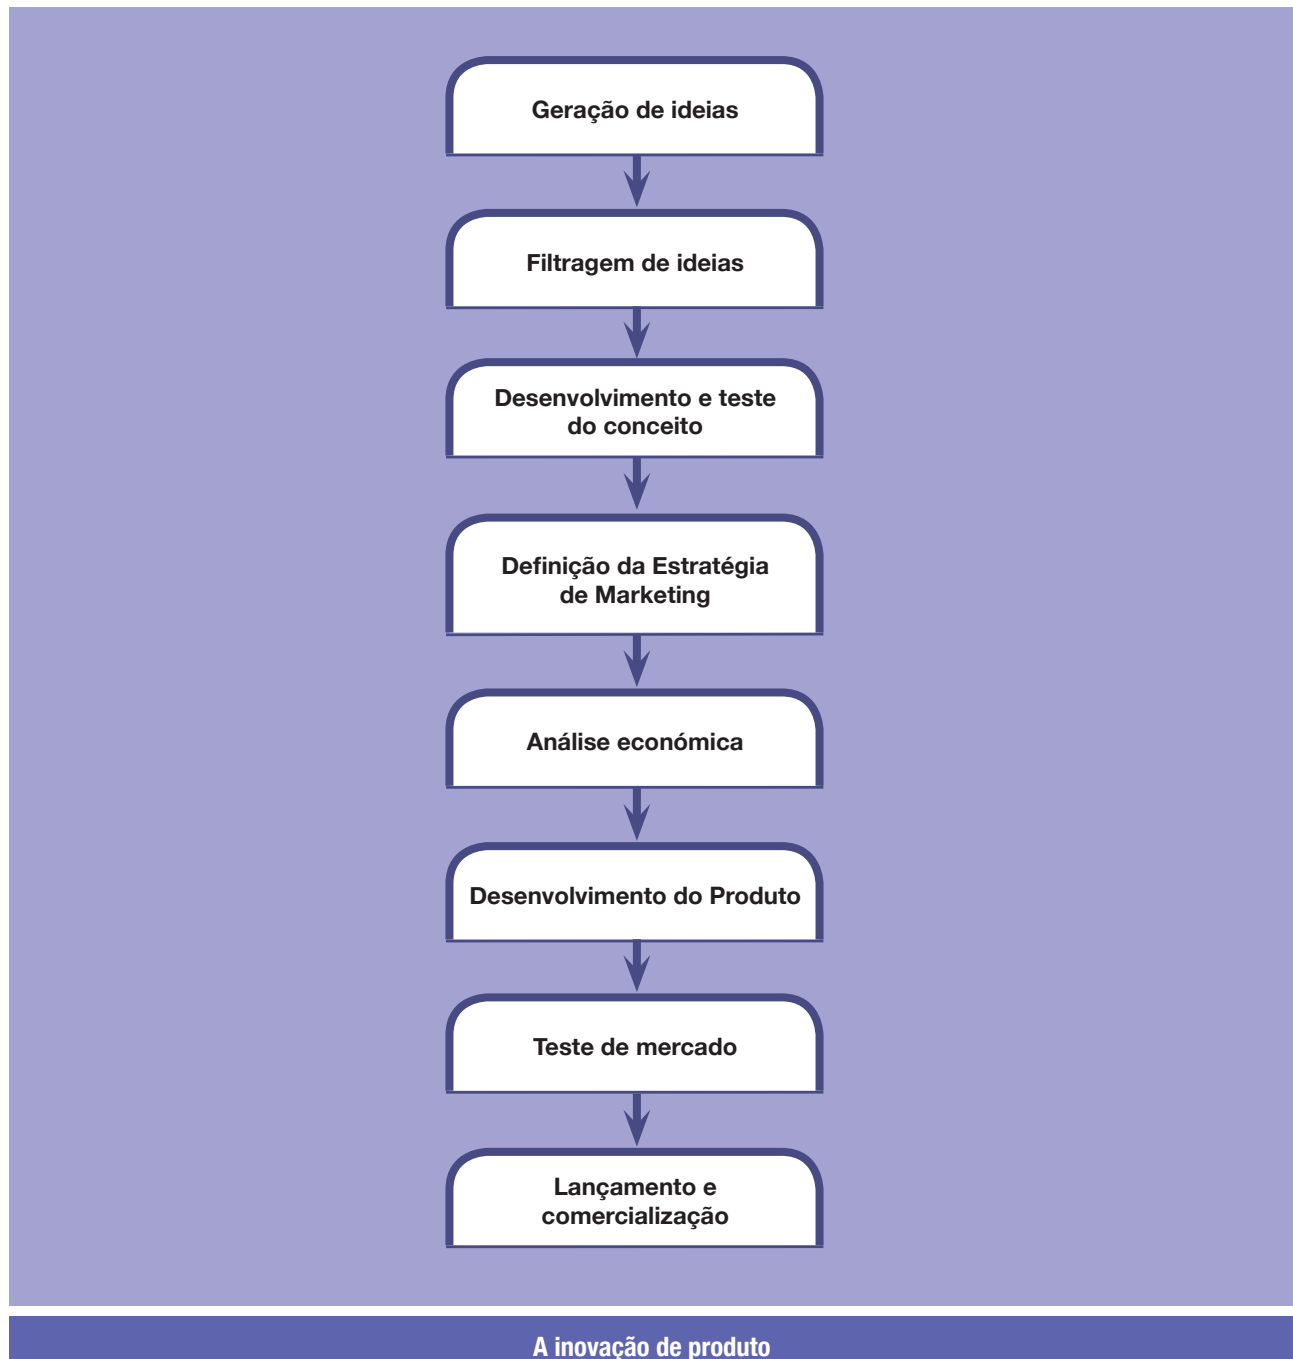 Geração de ideias
Filtragem de ideias
Desenvolvimento e teste
do conceito
Definição da Estratégia
de Marketing
Análise económica
Desenvolvimento do Produto
Teste de mercado
Lançamento e
comercialização
A inovação de produto